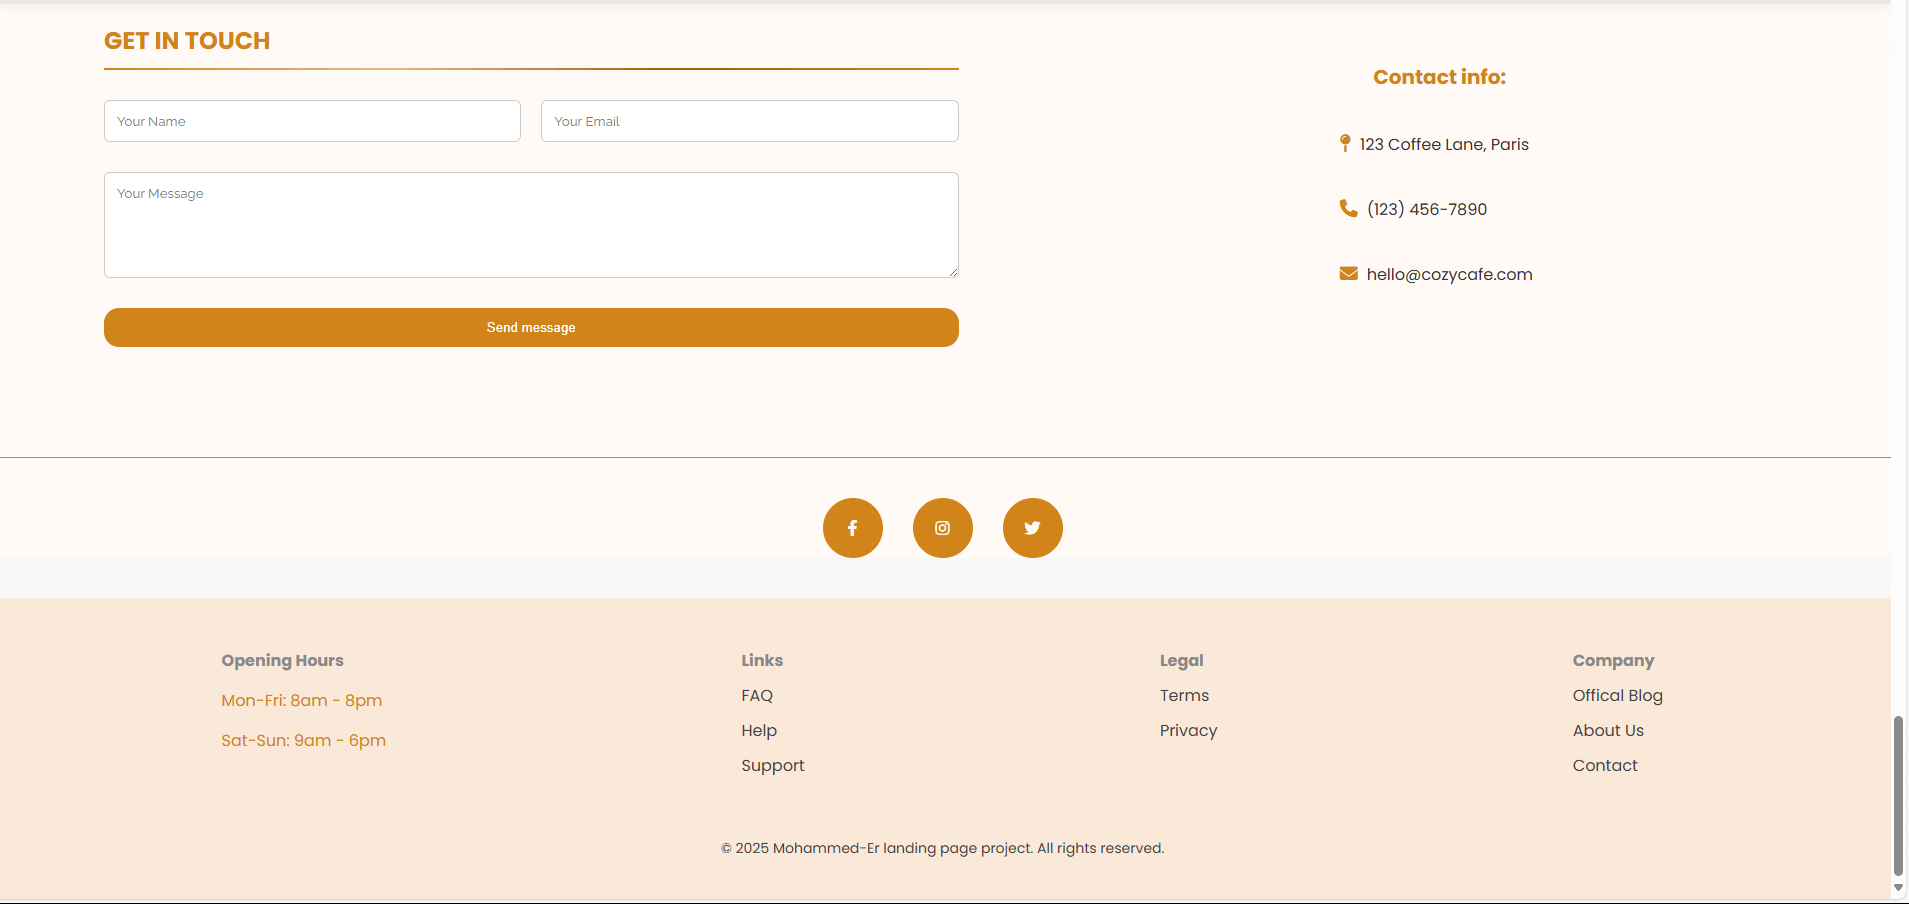 GET IN TOUCH
Your Name
Your Email
Your Message
Send message
Contact info:
123 Coffee Lane, Paris
(123) 456-7890
hello@cozycafe.com
Opening Hours
Mon-Fri: 8am - 8pm
Sat-Sun: 9am - 6pm
Links
FAQ
Help
Support
Legal
Terms
Privacy
Company
Offical Blog
About Us
Contact
© 2025 Mohammed-Er landing page project. All rights reserved.